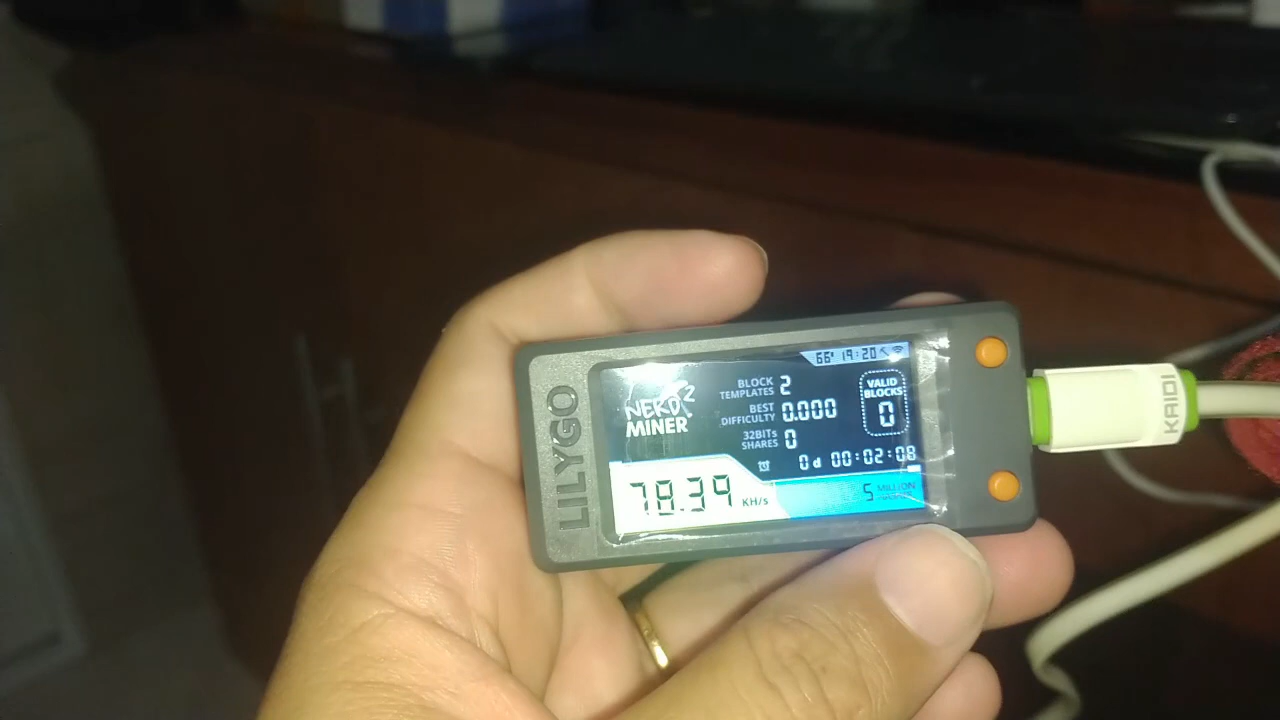 LILYGO
NERD 2
MINER
66° 19:20
BLOCK
TEMPLATES 2
BEST
DIFFICULTY 0.000
32BITS
SHARES 0
VALID
BLOCKS
0
0d 00:02:08
78.39 KH/s
5 MILLION
KAIDI